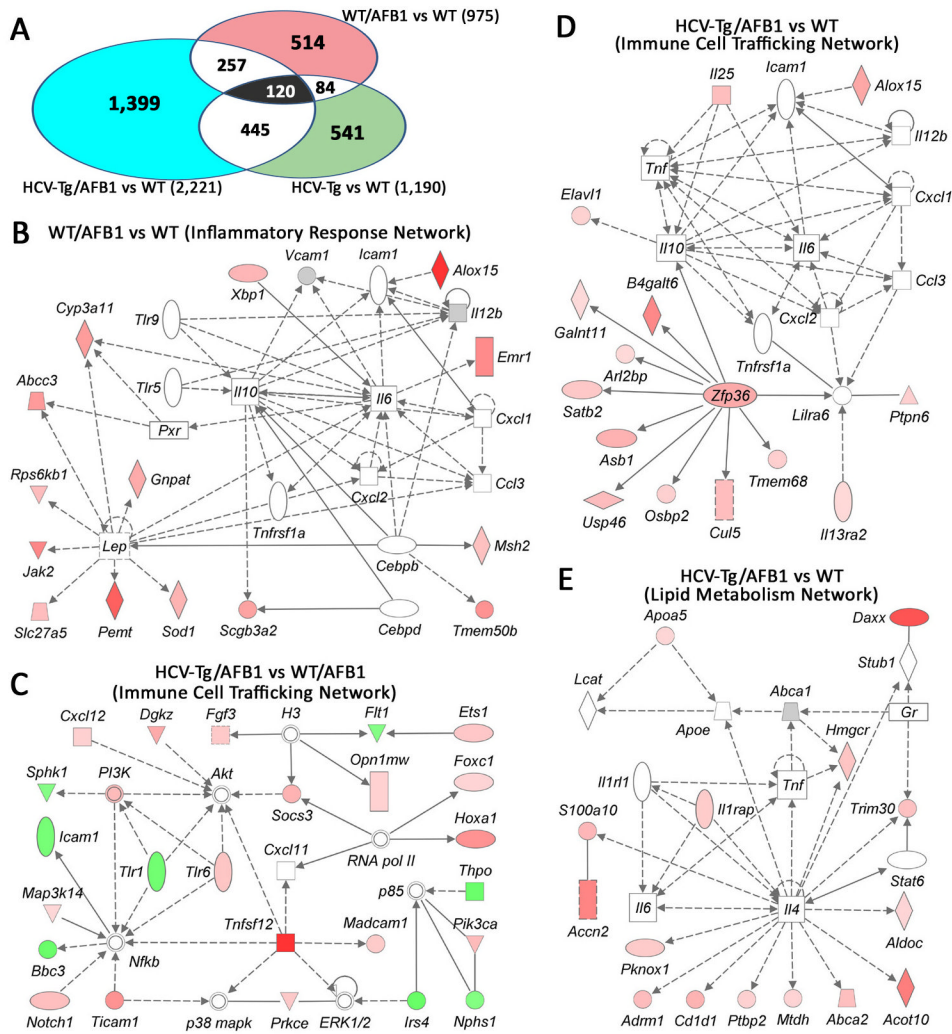 A
WT/AFB1 vs WT (975)
514
257
1,399
120
84
445
541
HCV-Tg/AFB1 vs WT (2,221)
HCV-Tg vs WT (1,190)
B
WT/AFB1 vs WT (Inflammatory Response Network)
Xbp1
Vcam1
Icam1
Alox15
Cyp3a11
Tlr9
Il12b
Emr1
Abcc3
Tlr5
Il10
Il6
Pxr
Cxcl1
Rps6kb1
Gnpat
Cxcl2
Ccl3
Tnfrsf1a
Lep
Cebpb
Msh2
Jak2
Slc27a5
Pemt
Sod1
Scgb3a2
Cebpd
Tmem50b
C
HCV-Tg/AFB1 vs WT/AFB1
(Immune Cell Trafficking Network)
Cxcl12
Dgkz
Fgf3
H3
Flt1
Ets1
Sphk1
PI3K
Akt
Opn1mw
Foxc1
Icam1
Socs3
Hoxa1
Cxcl11
RNA pol II
Tlr1
Tlr6
Thpo
p85
Map3k14
Tnfsf12
Madcam1
Pik3ca
Bbc3
Nfkb
Notch1
Ticam1
p38 mapk
Prkce
ERK1/2
Irs4
Nphs1
D
HCV-Tg/AFB1 vs WT
(Immune Cell Trafficking Network)
Il25
Icam1
Alox15
Il12b
Tnf
Elavl1
Cxcl1
Il10
Il6
B4galt6
Ccl3
Galnt11
Cxcl2
Tnfrsf1a
Arl2bp
Zfp36
Satb2
Lilra6
Ptpn6
Asb1
Tmem68
Usp46
Osbp2
Cul5
Il13ra2
E
HCV-Tg/AFB1 vs WT
(Lipid Metabolism Network)
Apoa5
Daxx
Stub1
Lcat
Abca1
Gr
Apoe
Hmgcr
Il1rl1
Tnf
S100a10
Il1rap
Trim30
Stat6
Il6
Il4
Accn2
Aldoc
Pknox1
Adrm1
Cd1d1
Ptbp2
Mtdh
Abca2
Acot10